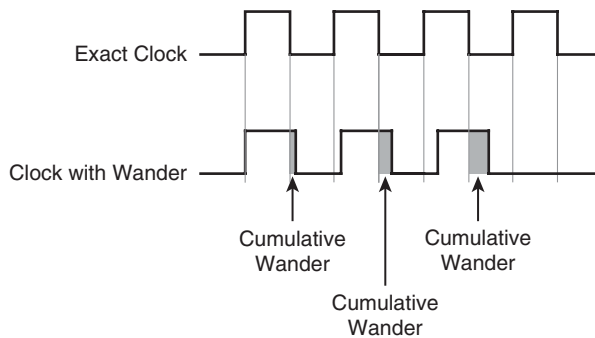 Exact Clock
Clock with Wander
Cumulative
Wander
Cumulative
Wander
Cumulative
Wander